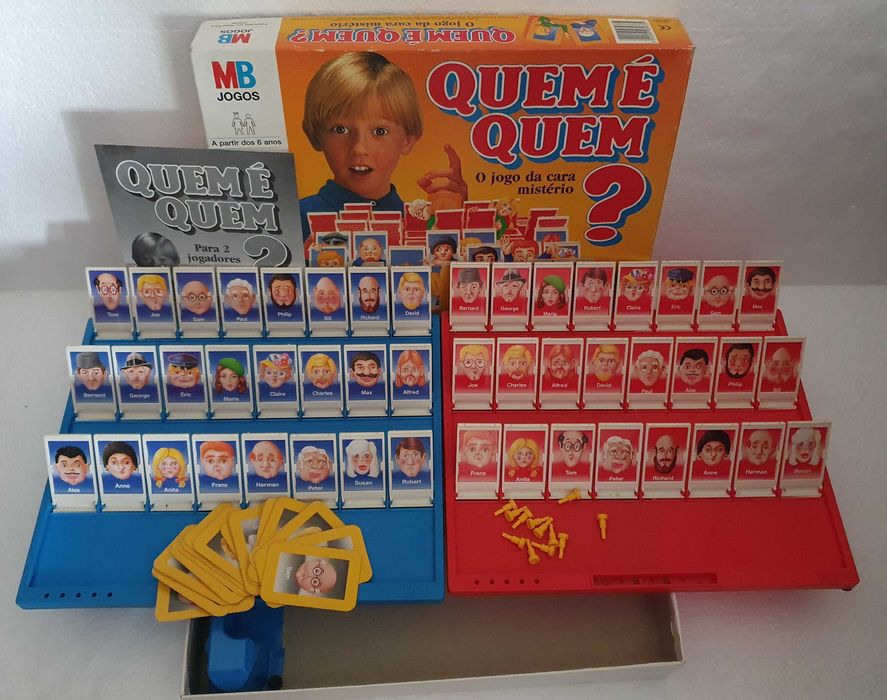 MB
JOGOS
QUEM É QUEM?
O jogo da cara mistério
MB
JOGOS
A partir dos 6 anos
QUEM É
QUEM
?
O jogo da cara
mistério
QUEM É
QUEM
?
Para 2
jogadores
Tom Joe Sam Paul Philip Bill Richard David
Bernard George Eric Maria Claire Charles Max Alfred
Alex Anne Anita Frans Herman Peter Susan Robert
Bernard George Maria Robert Claire Eric Sam Max
Joe Charles Alfred David Paul Alex Philip Bill
Frans Anita Tom Peter Richard Anne Herman Susan
Sam